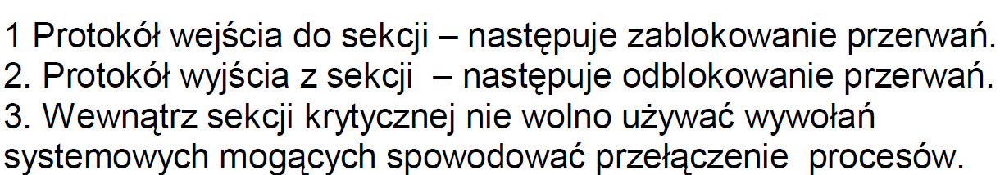 1 Protokół wejścia do sekcji – następuje zablokowanie przerwań.
2. Protokół wyjścia z sekcji – następuje odblokowanie przerwań.
3. Wewnątrz sekcji krytycznej nie wolno używać wywołań
systemowych mogących spowodować przełączenie procesów.